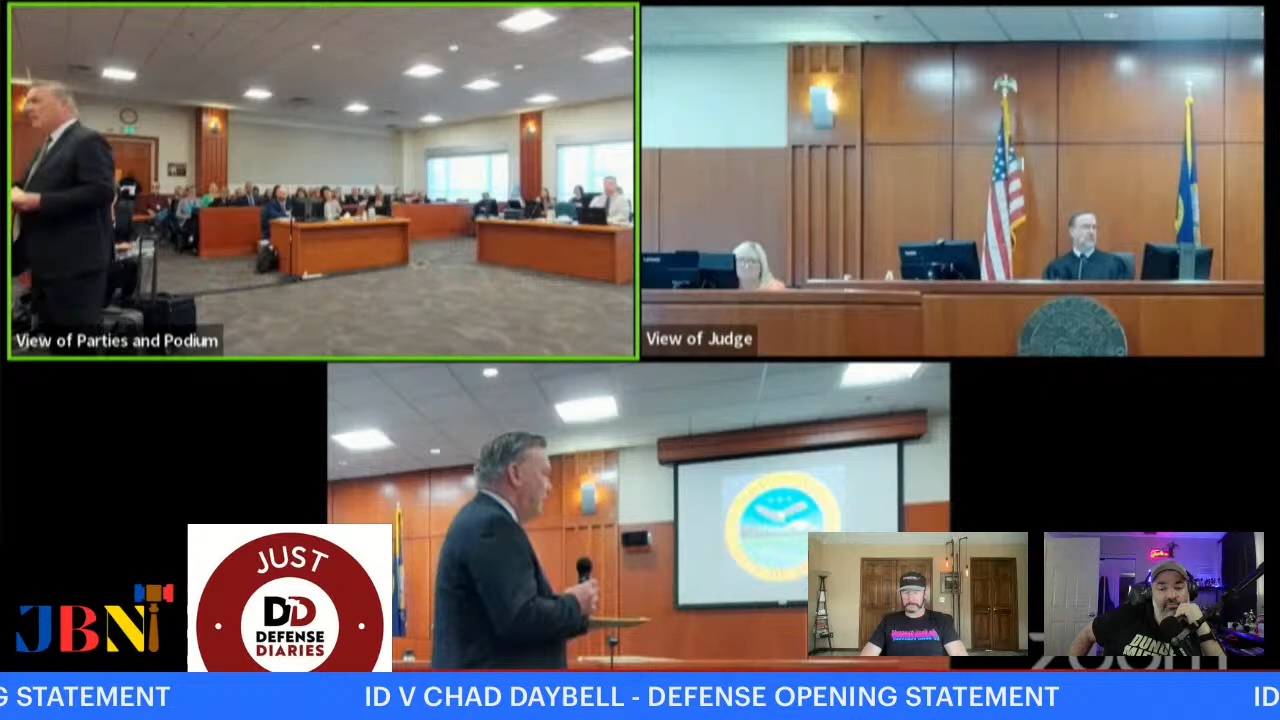 View of Parties and Podium
View of Judge
JUST
DD
DEFENSE
DIARIES
JBN
zoom
G STATEMENT
ID V CHAD DAYBELL - DEFENSE OPENING STATEMENT
ID